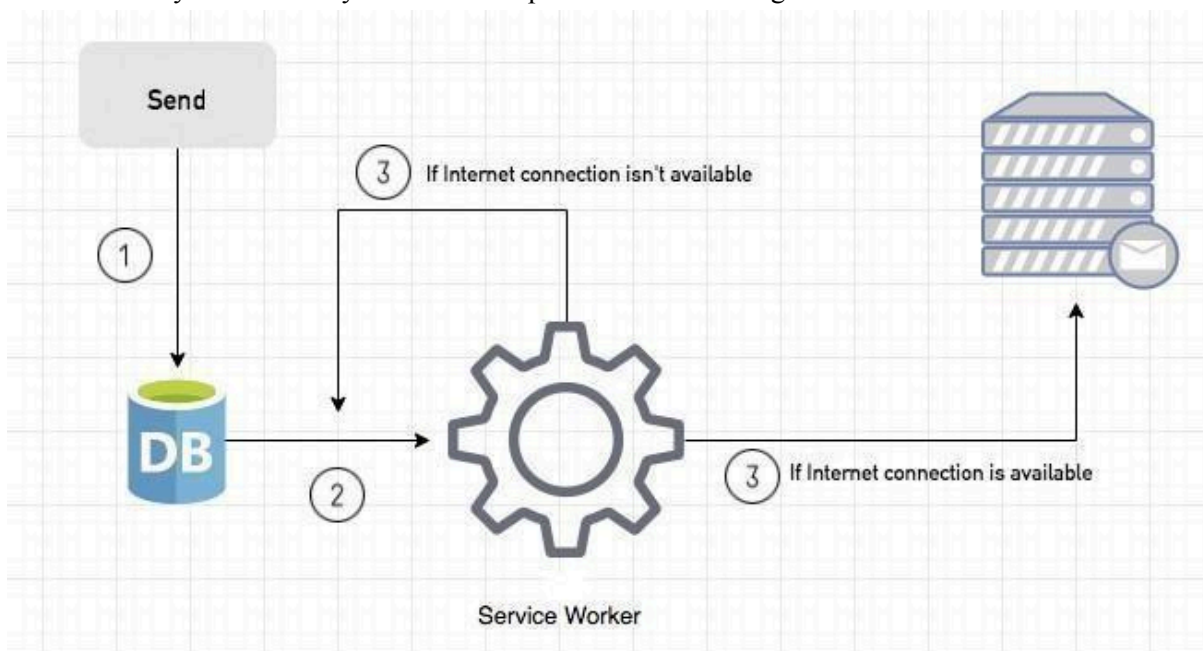 Send
3 If Internet connection isn't available
1
DB
2
3 If Internet connection is available
Service Worker